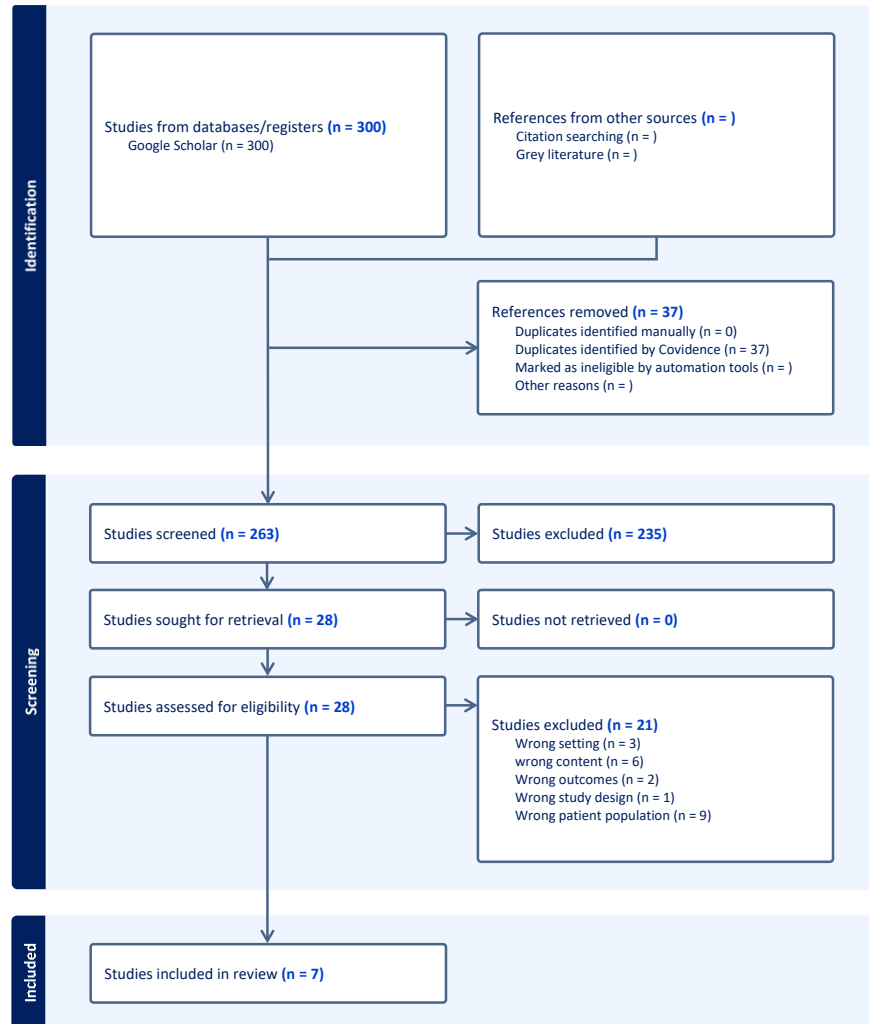 Identification
Studies from databases/registers (n = 300)
Google Scholar (n = 300)
References from other sources (n = )
Citation searching (n = )
Grey literature (n = )
References removed (n = 37)
Duplicates identified manually (n = 0)
Duplicates identified by Covidence (n = 37)
Marked as ineligible by automation tools (n = )
Other reasons (n = )
Screening
Studies screened (n = 263)
Studies excluded (n = 235)
Studies sought for retrieval (n = 28)
Studies not retrieved (n = 0)
Studies assessed for eligibility (n = 28)
Studies excluded (n = 21)
Wrong setting (n = 3)
wrong content (n = 6)
Wrong outcomes (n = 2)
Wrong study design (n = 1)
Wrong patient population (n = 9)
Included
Studies included in review (n = 7)